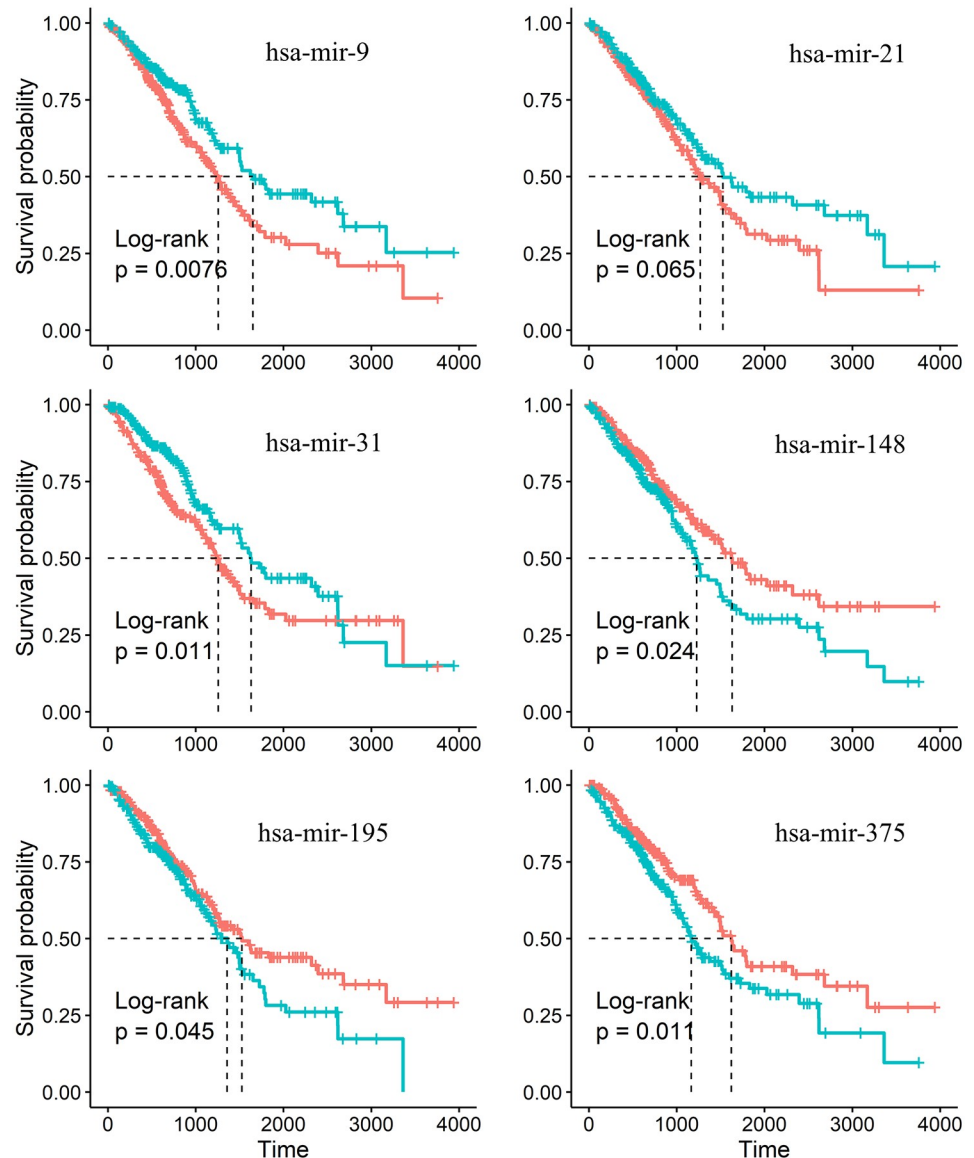 hsa-mir-9
Survival probability
1.00
0.75
0.50
0.25
0.00
Log-rank
p = 0.0076
0 1000 2000 3000 4000
hsa-mir-21
1.00
0.75
0.50
0.25
0.00
Log-rank
p = 0.065
0 1000 2000 3000 4000
hsa-mir-31
Survival probability
1.00
0.75
0.50
0.25
0.00
Log-rank
p = 0.011
0 1000 2000 3000 4000
hsa-mir-148
1.00
0.75
0.50
0.25
0.00
Log-rank
p = 0.024
0 1000 2000 3000 4000
hsa-mir-195
Survival probability
1.00
0.75
0.50
0.25
0.00
Log-rank
p = 0.045
0 1000 2000 3000 4000
Time
hsa-mir-375
1.00
0.75
0.50
0.25
0.00
Log-rank
p = 0.011
0 1000 2000 3000 4000
Time